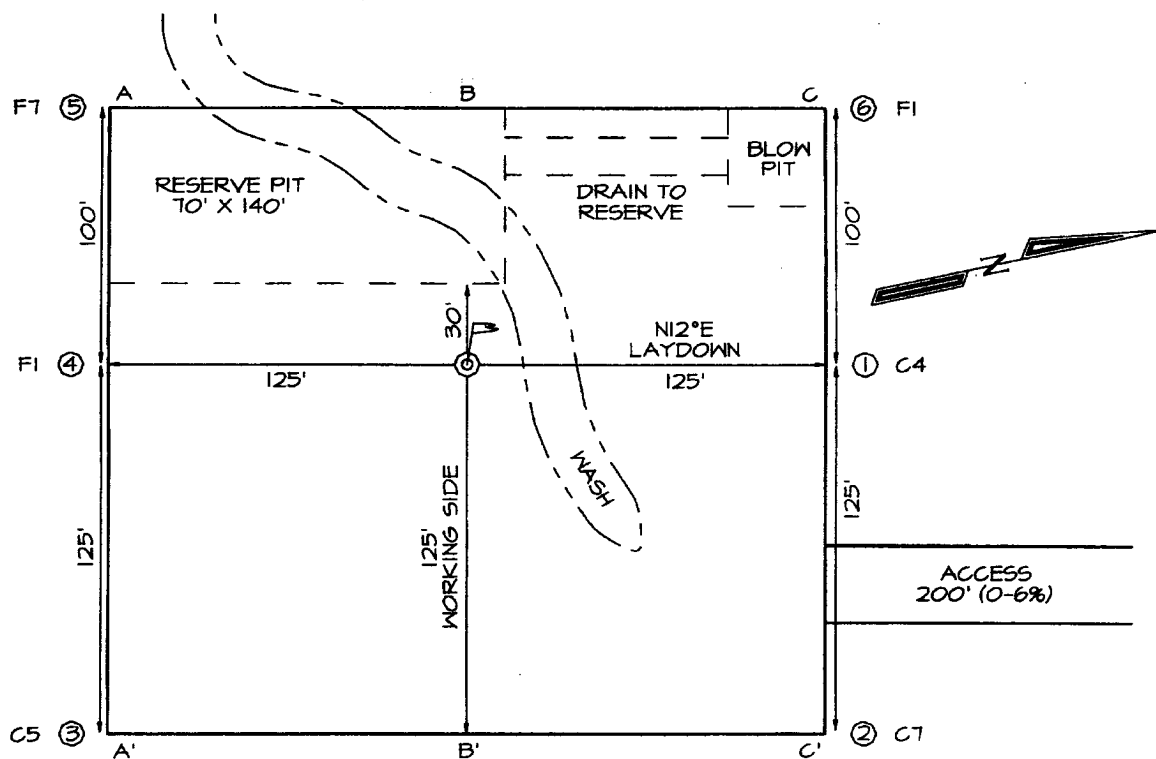 A B C
F7 ⑤ ⑥ F1
BLOW
PIT
RESERVE PIT
70' X 140'
DRAIN TO
RESERVE
100'
100'
N
30'
N12°E
LAYDOWN
F1 ④ ① C4
125' 125'
WASH
125'
125'
WORKING SIDE
125'
ACCESS
200' (0-6%)
C5 ③ ② C7
A' B' C'